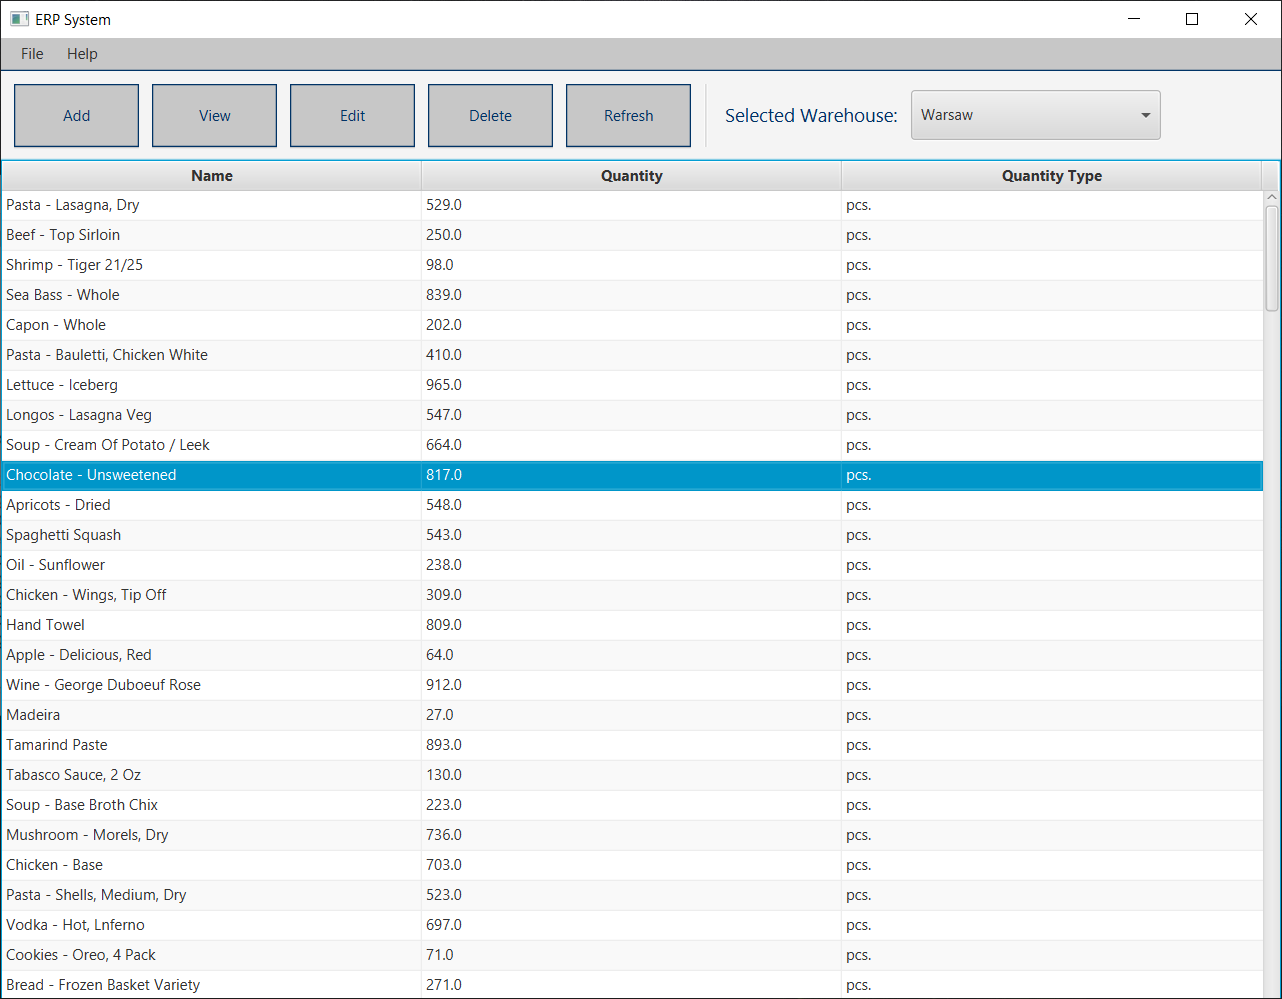 ERP System
File Help
Add View Edit Delete Refresh Selected Warehouse: Warsaw
Name Quantity Quantity Type
Pasta - Lasagna, Dry 529.0 pcs.
Beef - Top Sirloin 250.0 pcs.
Shrimp - Tiger 21/25 98.0 pcs.
Sea Bass - Whole 839.0 pcs.
Capon - Whole 202.0 pcs.
Pasta - Bauletti, Chicken White 410.0 pcs.
Lettuce - Iceberg 965.0 pcs.
Longos - Lasagna Veg 547.0 pcs.
Soup - Cream Of Potato / Leek 664.0 pcs.
Chocolate - Unsweetened 817.0 pcs.
Apricots - Dried 548.0 pcs.
Spaghetti Squash 543.0 pcs.
Oil - Sunflower 238.0 pcs.
Chicken - Wings, Tip Off 309.0 pcs.
Hand Towel 809.0 pcs.
Apple - Delicious, Red 64.0 pcs.
Wine - George Duboeuf Rose 912.0 pcs.
Madeira 27.0 pcs.
Tamarind Paste 893.0 pcs.
Tabasco Sauce, 2 Oz 130.0 pcs.
Soup - Base Broth Chix 223.0 pcs.
Mushroom - Morels, Dry 736.0 pcs.
Chicken - Base 703.0 pcs.
Pasta - Shells, Medium, Dry 523.0 pcs.
Vodka - Hot, Lnferno 697.0 pcs.
Cookies - Oreo, 4 Pack 71.0 pcs.
Bread - Frozen Basket Variety 271.0 pcs.